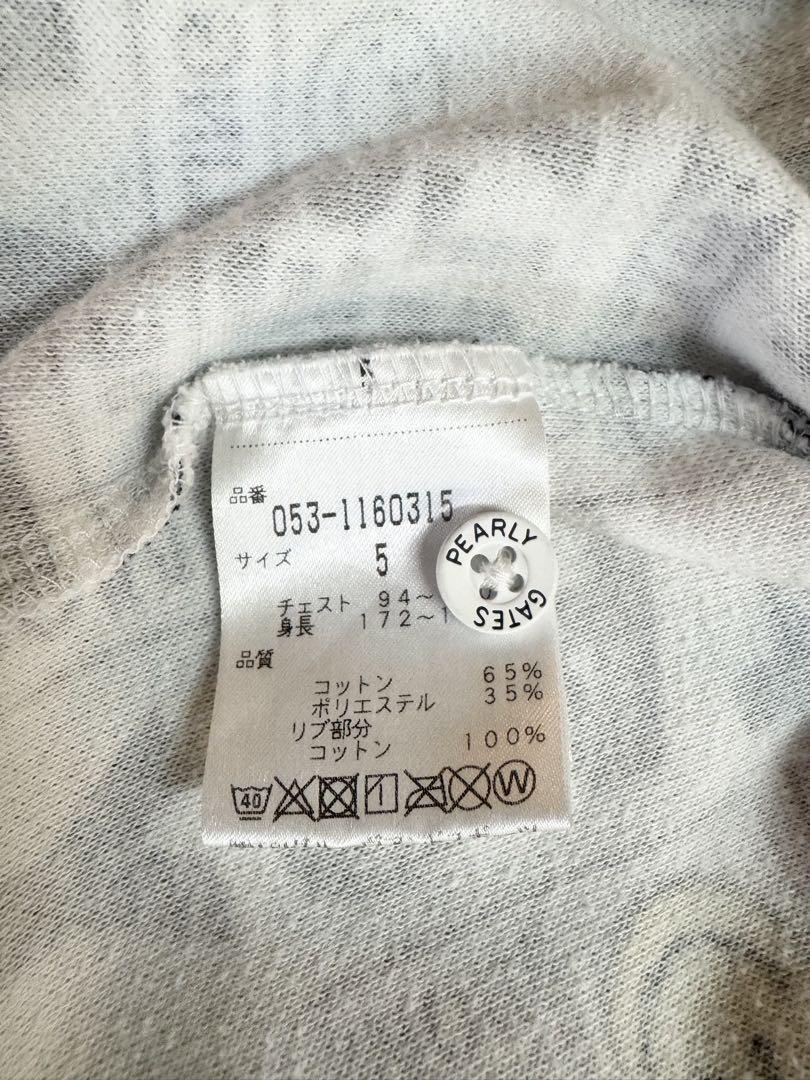 品番
053-1160315
サイズ 5
チェスト 94~
身長 172~1
品質
コットン 65%
ポリエステル 35%
リブ部分
コットン 100%
40
W
PEARLY
GATES